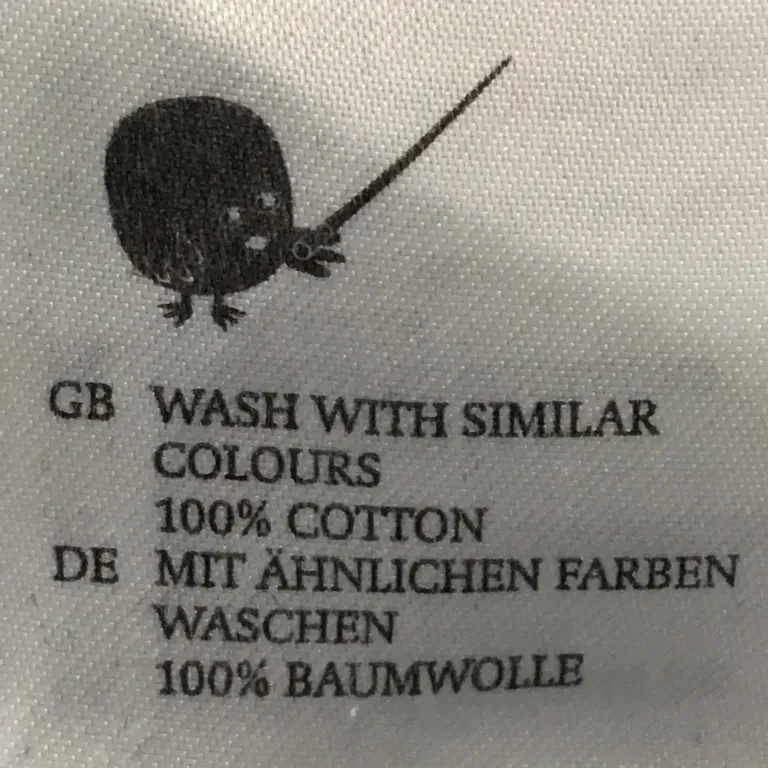 GB WASH WITH SIMILAR
COLOURS
100% COTTON
DE MIT ÄHNLICHEN FARBEN
WASCHEN
100% BAUMWOLLE